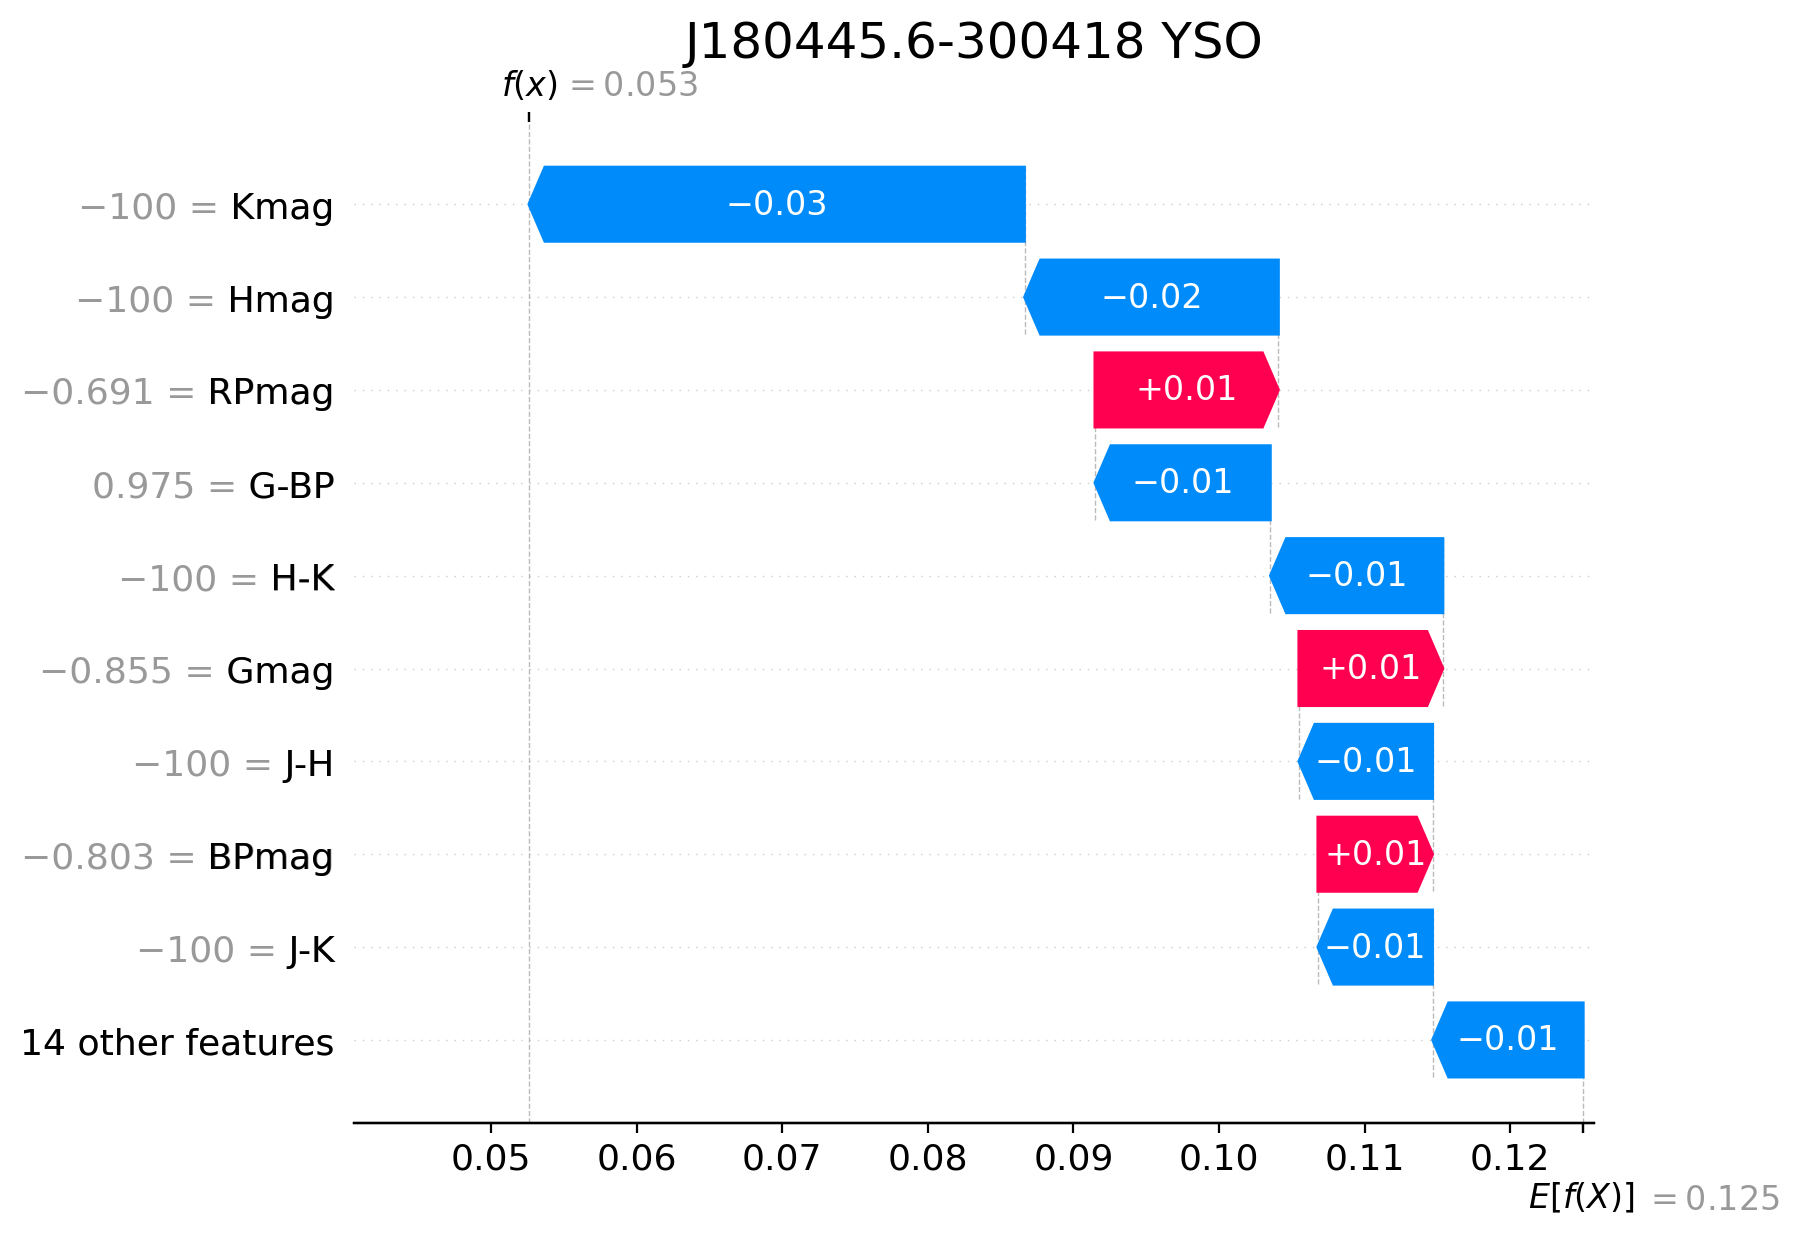 J180445.6-300418 YSO
f(x) = 0.053
−100 = Kmag
−0.03
−100 = Hmag
−0.02
−0.691 = RPmag
+0.01
0.975 = G-BP
−0.01
−100 = H-K
−0.01
−0.855 = Gmag
+0.01
−100 = J-H
−0.01
−0.803 = BPmag
+0.01
−100 = J-K
−0.01
14 other features
−0.01
0.05 0.06 0.07 0.08 0.09 0.10 0.11 0.12
E[f(X)] = 0.125